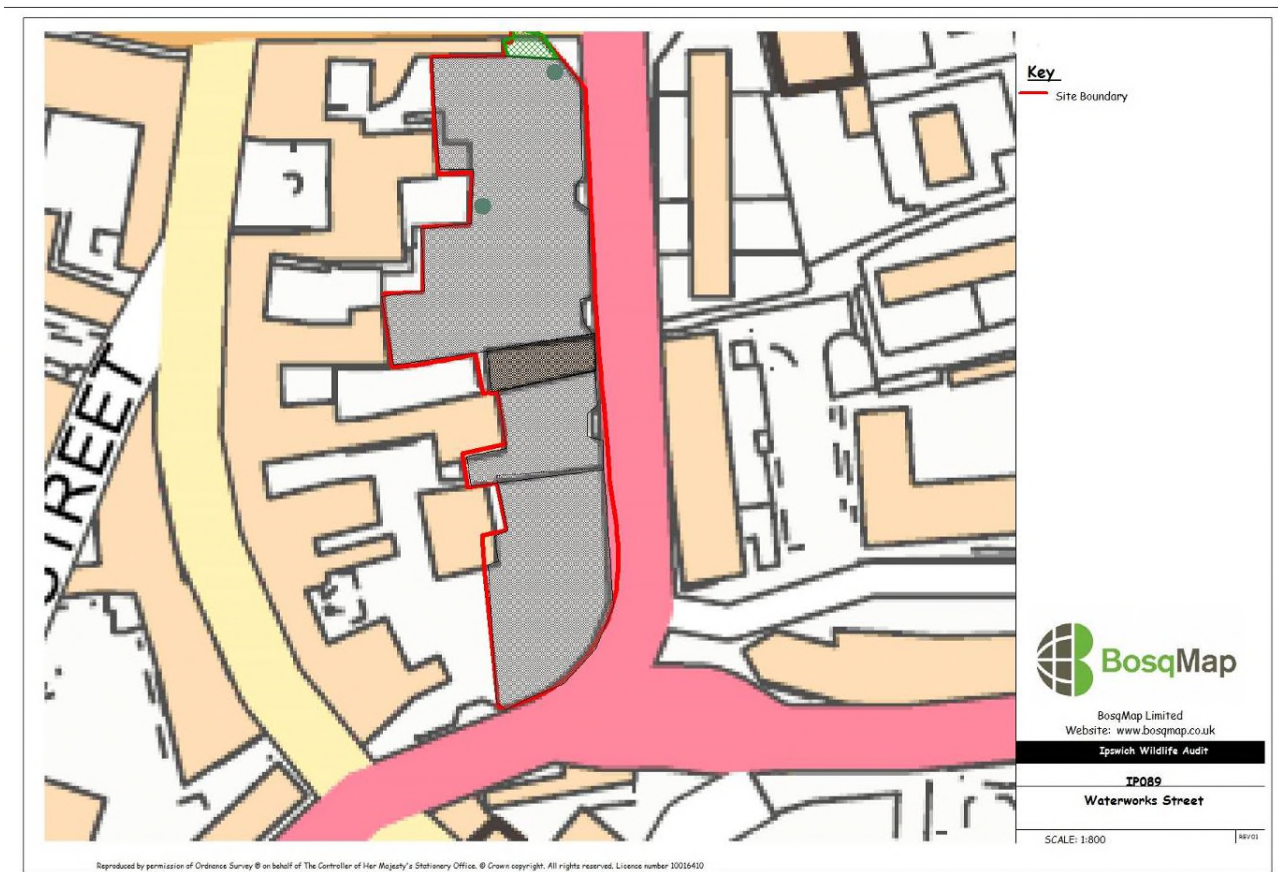 STREET
Key
Site Boundary
BosqMap
BosqMap Limited
Website: www.bosqmap.co.uk
Ipswich Wildlife Audit
IP089
Waterworks Street
SCALE: 1:800
REV 01
Reproduced by permission of Ordnance Survey ® on behalf of The Controller of Her Majesty's Stationery Office. © Crown copyright. All rights reserved. Licence number 10016410